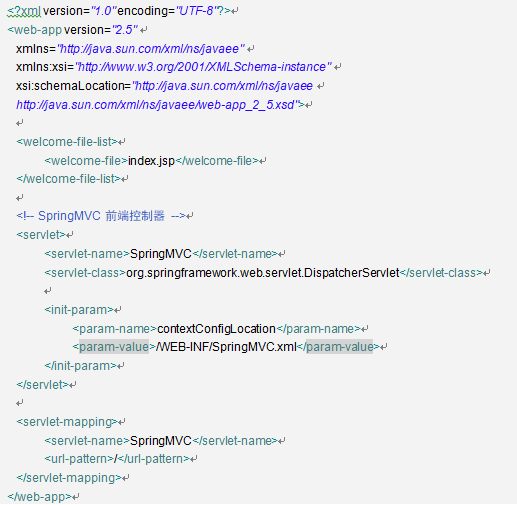 <?xml version="1.0"encoding="UTF-8"?>
<web-app version="2.5"
xmlns="http://java.sun.com/xml/ns/javaee"
xmlns:xsi="http://www.w3.org/2001/XMLSchema-instance"
xsi:schemaLocation="http://java.sun.com/xml/ns/javaee
http://java.sun.com/xml/ns/javaee/web-app_2_5.xsd">
<welcome-file-list>
<welcome-file>index.jsp</welcome-file>
</welcome-file-list>
<!-- SpringMVC 前端控制器 -->
<servlet>
<servlet-name>SpringMVC</servlet-name>
<servlet-class>org.springframework.web.servlet.DispatcherServlet</servlet-class>
<init-param>
<param-name>contextConfigLocation</param-name>
<param-value>/WEB-INF/SpringMVC.xml</param-value>
</init-param>
</servlet>
<servlet-mapping>
<servlet-name>SpringMVC</servlet-name>
<url-pattern>/</url-pattern>
</servlet-mapping>
</web-app>